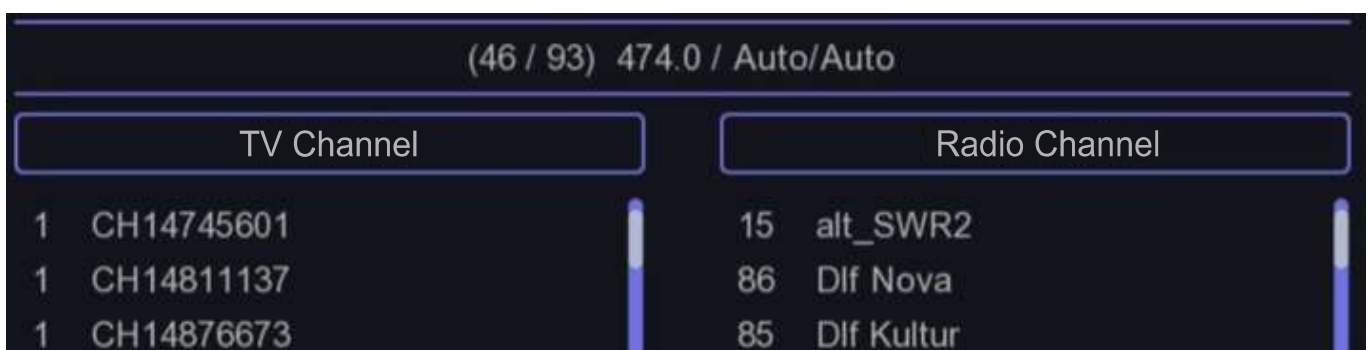 (46 / 93) 474.0 / Auto/Auto
TV Channel
1 CH14745601
1 CH14811137
1 CH14876673
Radio Channel
15 alt_SWR2
86 Dlf Nova
85 Dlf Kultur